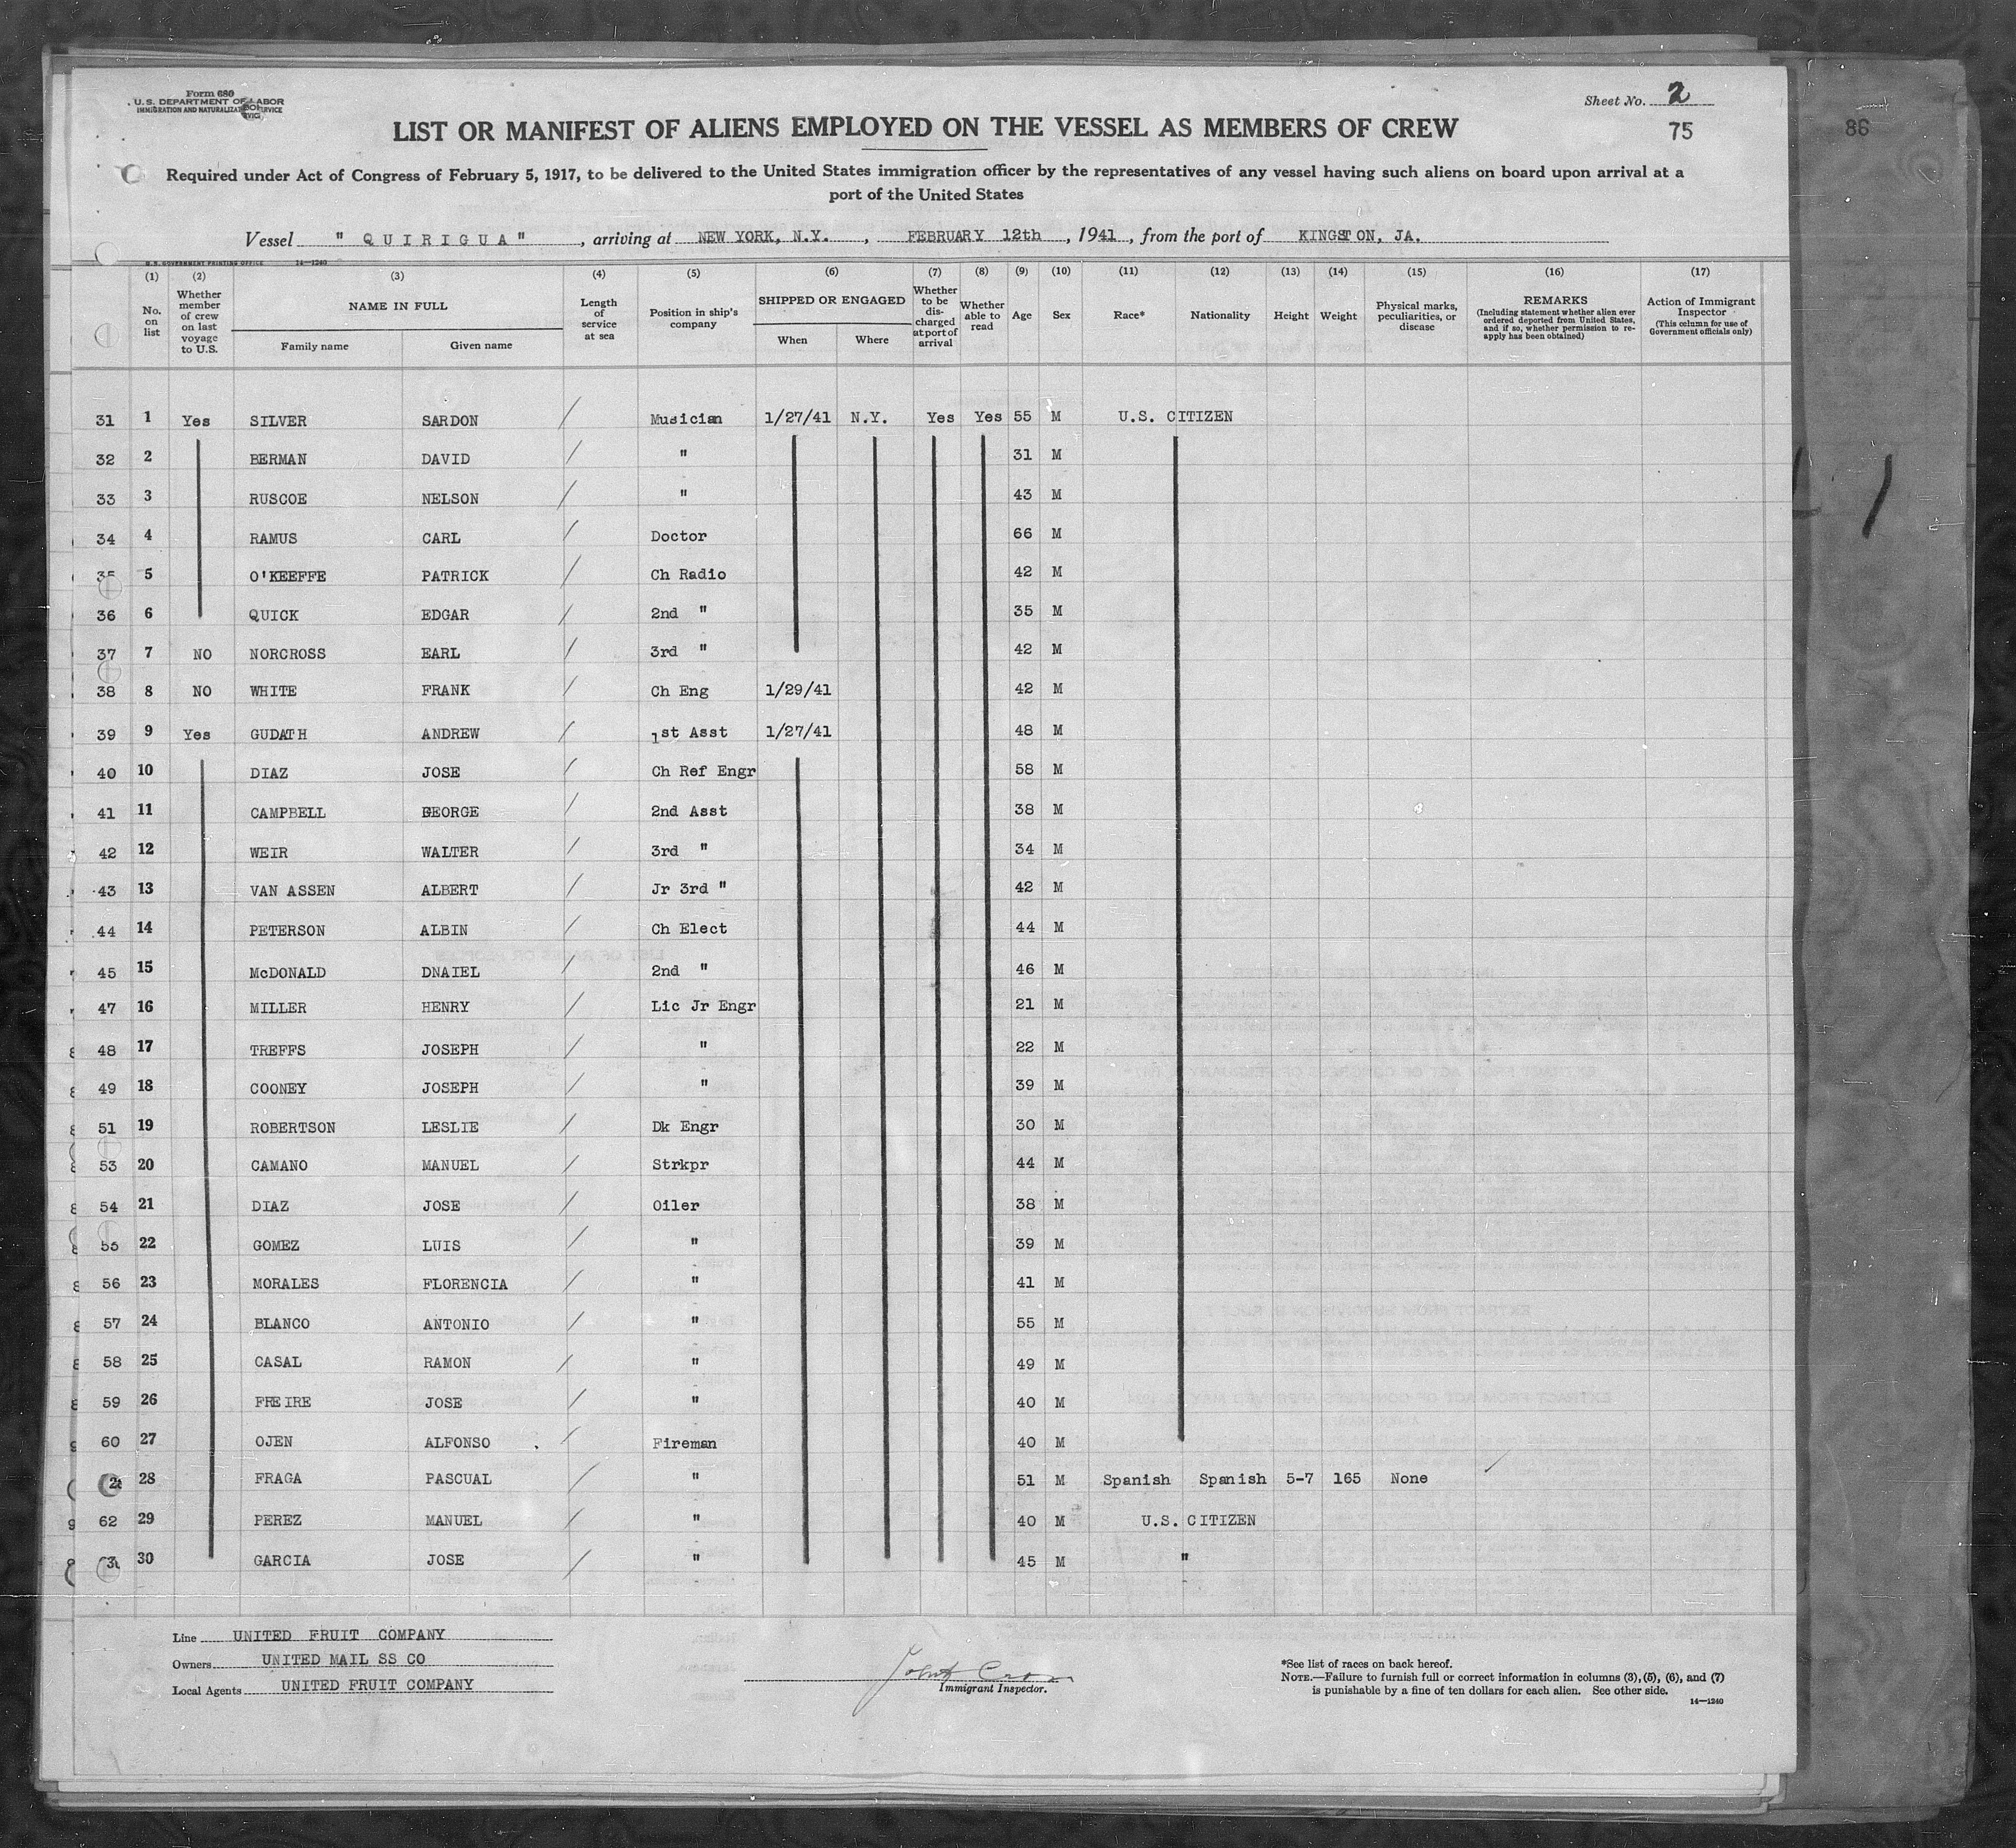 Form 680
U.S. DEPARTMENT OF LABOR
IMMIGRATION AND NATURALIZATION SERVICE
Sheet No. 2
75
86
LIST OR MANIFEST OF ALIENS EMPLOYED ON THE VESSEL AS MEMBERS OF CREW
Required under Act of Congress of February 5, 1917, to be delivered to the United States immigration officer by the representatives of any vessel having such aliens on board upon arrival at a
port of the United States
Vessel " QUIRIGUA" , arriving at NEW YORK, N.Y. , FEBRUARY 12th , 1941 , from the port of KINGSTON, JA.
U.S. GOVERNMENT PRINTING OFFICE 14—1240
(1) (2) (3) (4) (5) (6) (7) (8) (9) (10) (11) (12) (13) (14) (15) (16) (17)
No. on list
Whether member of crew on last voyage to U.S.
NAME IN FULL
Family name Given name
Length of service at sea
Position in ship's company
SHIPPED OR ENGAGED
When Where
Whether to be discharged at port of arrival
Whether able to read
Age
Sex
Race*
Nationality
Height
Weight
Physical marks, peculiarities, or disease
REMARKS
(Including statement whether alien ever ordered deported from United States, and if so, whether permission to re-apply has been obtained)
Action of Immigrant Inspector
(This column for use of Government officials only)
31 1 Yes SILVER SARDON Musician 1/27/41 N.Y. Yes Yes 55 M U.S. CITIZEN
32 2 BERMAN DAVID " 31 M
33 3 RUSCOE NELSON " 43 M
34 4 RAMUS CARL Doctor 66 M
35 5 O'KEEFFE PATRICK Ch Radio 42 M
36 6 QUICK EDGAR 2nd " 35 M
37 7 NO NORCROSS EARL 3rd " 42 M
38 8 NO WHITE FRANK Ch Eng 1/29/41 42 M
39 9 Yes GUDATH ANDREW 1st Asst 1/27/41 48 M
40 10 DIAZ JOSE Ch Ref Engr 58 M
41 11 CAMPBELL GEORGE 2nd Asst 38 M
42 12 WEIR WALTER 3rd " 34 M
43 13 VAN ASSEN ALBERT Jr 3rd " 42 M
44 14 PETERSON ALBIN Ch Elect 44 M
45 15 McDONALD DNAIEL 2nd " 46 M
47 16 MILLER HENRY Lic Jr Engr 21 M
48 17 TREFFS JOSEPH " 22 M
49 18 COONEY JOSEPH " 39 M
51 19 ROBERTSON LESLIE Dk Engr 30 M
53 20 CAMANO MANUEL Strkpr 44 M
54 21 DIAZ JOSE Oiler 38 M
55 22 GOMEZ LUIS " 39 M
56 23 MORALES FLORENCIA " 41 M
57 24 BLANCO ANTONIO " 55 M
58 25 CASAL RAMON " 49 M
59 26 FREIRE JOSE " 40 M
60 27 OJEN ALFONSO . Fireman 40 M
28 FRAGA PASCUAL " 51 M Spanish Spanish 5-7 165 None
62 29 PEREZ MANUEL " 40 M U.S. CITIZEN
30 GARCIA JOSE " 45 M "
Line UNITED FRUIT COMPANY
Owners UNITED MAIL SS CO
Local Agents UNITED FRUIT COMPANY
Immigrant Inspector.
*See list of races on back hereof.
NOTE.—Failure to furnish full or correct information in columns (3), (5), (6), and (7)
is punishable by a fine of ten dollars for each alien. See other side.
14—1240